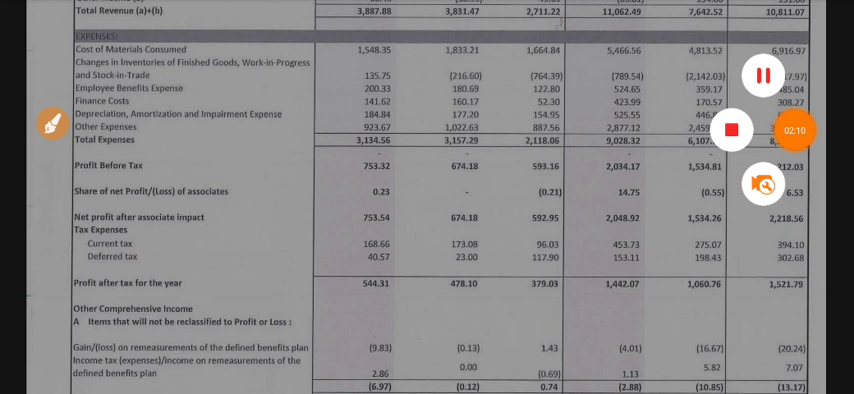 Total Revenue (a)+(b) 3,887.88 3,831.47 2,711.22 11,062.49 7,642.52 10,811.07
EXPENSES:
Cost of Materials Consumed 1,548.35 1,833.21 1,664.84 5,466.56 4,813.52 6,916.97
Changes in Inventories of Finished Goods, Work-in-Progress
and Stock-in-Trade 135.75 (216.60) (764.39) (789.54) (2,142.03) 7.97)
Employee Benefits Expense 200.33 180.69 122.80 524.65 359.17 485.04
Finance Costs 141.62 160.17 52.30 423.99 170.57 308.27
Depreciation, Amortization and Impairment Expense 184.84 177.20 154.95 525.55 446.
Other Expenses 923.67 1,022.63 887.56 2,877.12 2,459
Total Expenses 3,134.56 3,157.29 2,118.06 9,028.32 6,107. 8,
02:10
Profit Before Tax 753.32 674.18 593.16 2,034.17 1,534.81 212.03
Share of net Profit/(Loss) of associates 0.23 - (0.21) 14.75 (0.55) 6.53
Net profit after associate impact 753.54 674.18 592.95 2,048.92 1,534.26 2,218.56
Tax Expenses
Current tax 168.66 173.08 96.03 453.73 275.07 394.10
Deferred tax 40.57 23.00 117.90 153.11 198.43 302.68
Profit after tax for the year 544.31 478.10 379.03 1,442.07 1,060.76 1,521.79
Other Comprehensive Income
A Items that will not be reclassified to Profit or Loss :
Gain/(loss) on remeasurements of the defined benefits plan (9.83) (0.13) 1.43 (4.01) (16.67) (20.24)
Income tax (expenses)/income on remeasurements of the
defined benefits plan 2.86 0.00 (0.69) 1.13 5.82 7.07
(6.97) (0.12) 0.74 (2.88) (10.85) (13.17)